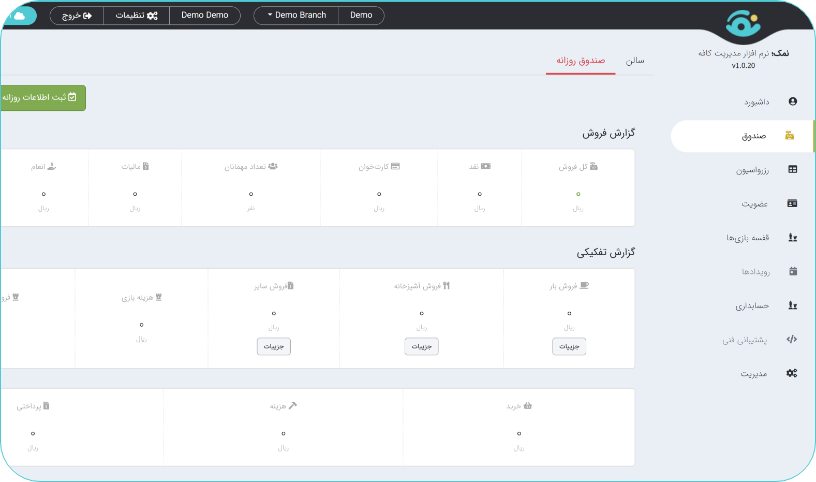 Demo
Demo Branch
Demo Demo
تنظیمات
خروج
نمک؛ نرم افزار مدیریت کافه
v1.0.20
داشبورد
صندوق
رزرواسیون
عضویت
قفسه بازی‌ها
رویدادها
حسابداری
پشتیبانی فنی
مدیریت
سالن
صندوق روزانه
ثبت اطلاعات روزانه
گزارش فروش
کل فروش
نقد
کارت‌خوان
تعداد مهمانان
مالیات
انعام
۰ ۰ ۰ ۰ ۰ ۰
ریال ریال ریال نفر ریال ریال
گزارش تفکیکی
فروش بار
فروش آشپزخانه
فروش سایر
هزینه بازی
۰ ۰ ۰ ۰
ریال ریال ریال ریال
جزییات جزییات جزییات
خرید
هزینه
پرداختی
۰ ۰ ۰
ریال ریال ریال